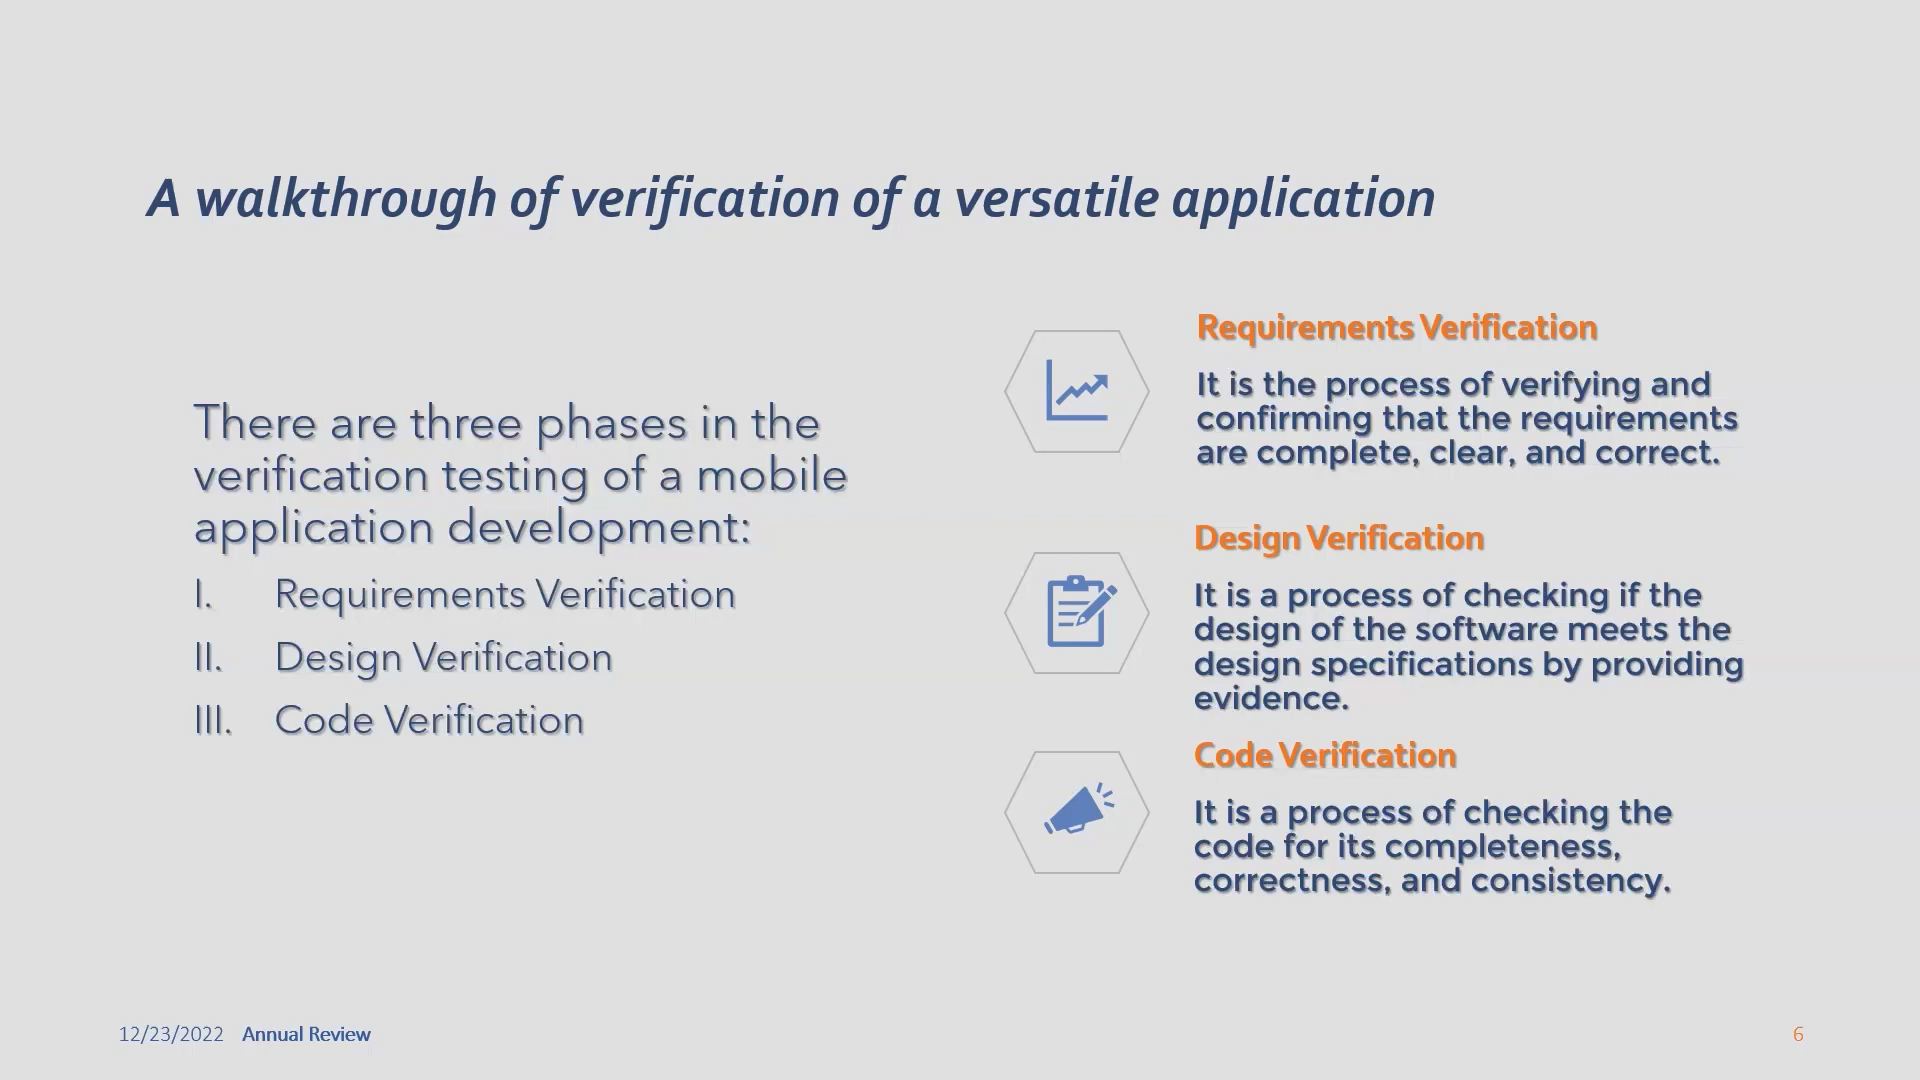 A walkthrough of verification of a versatile application
There are three phases in the
verification testing of a mobile
application development:
I. Requirements Verification
II. Design Verification
III. Code Verification
Requirements Verification
It is the process of verifying and
confirming that the requirements
are complete, clear, and correct.
Design Verification
It is a process of checking if the
design of the software meets the
design specifications by providing
evidence.
Code Verification
It is a process of checking the
code for its completeness,
correctness, and consistency.
12/23/2022 Annual Review
6